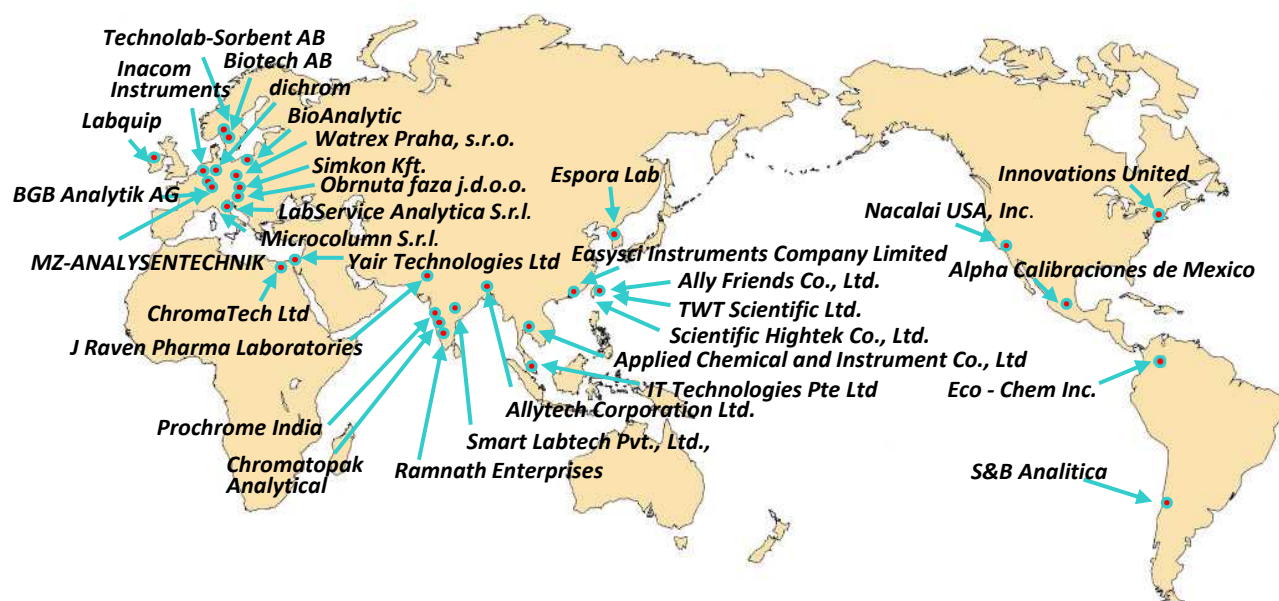 Technolab-Sorbent AB
Biotech AB
Inacom
Instruments
dichrom
BioAnalytic
Labquip
Watrex Praha, s.r.o.
Simkon Kft.
Obrnuta faza j.d.o.o.
BGB Analytik AG
LabService Analytica S.r.l.
Microcolumn S.r.l.
MZ-ANALYSENTECHNIK
Yair Technologies Ltd
ChromaTech Ltd
J Raven Pharma Laboratories
Prochrome India
Chromatopak
Analytical
Ramnath Enterprises
Smart Labtech Pvt., Ltd.,
Allytech Corporation Ltd.
IT Technologies Pte Ltd
Applied Chemical and Instrument Co., Ltd
Scientific Hightek Co., Ltd.
TWT Scientific Ltd.
Ally Friends Co., Ltd.
Easysci Instruments Company Limited
Espora Lab
Innovations United
Nacalai USA, Inc.
Alpha Calibraciones de Mexico
Eco - Chem Inc.
S&B Analitica